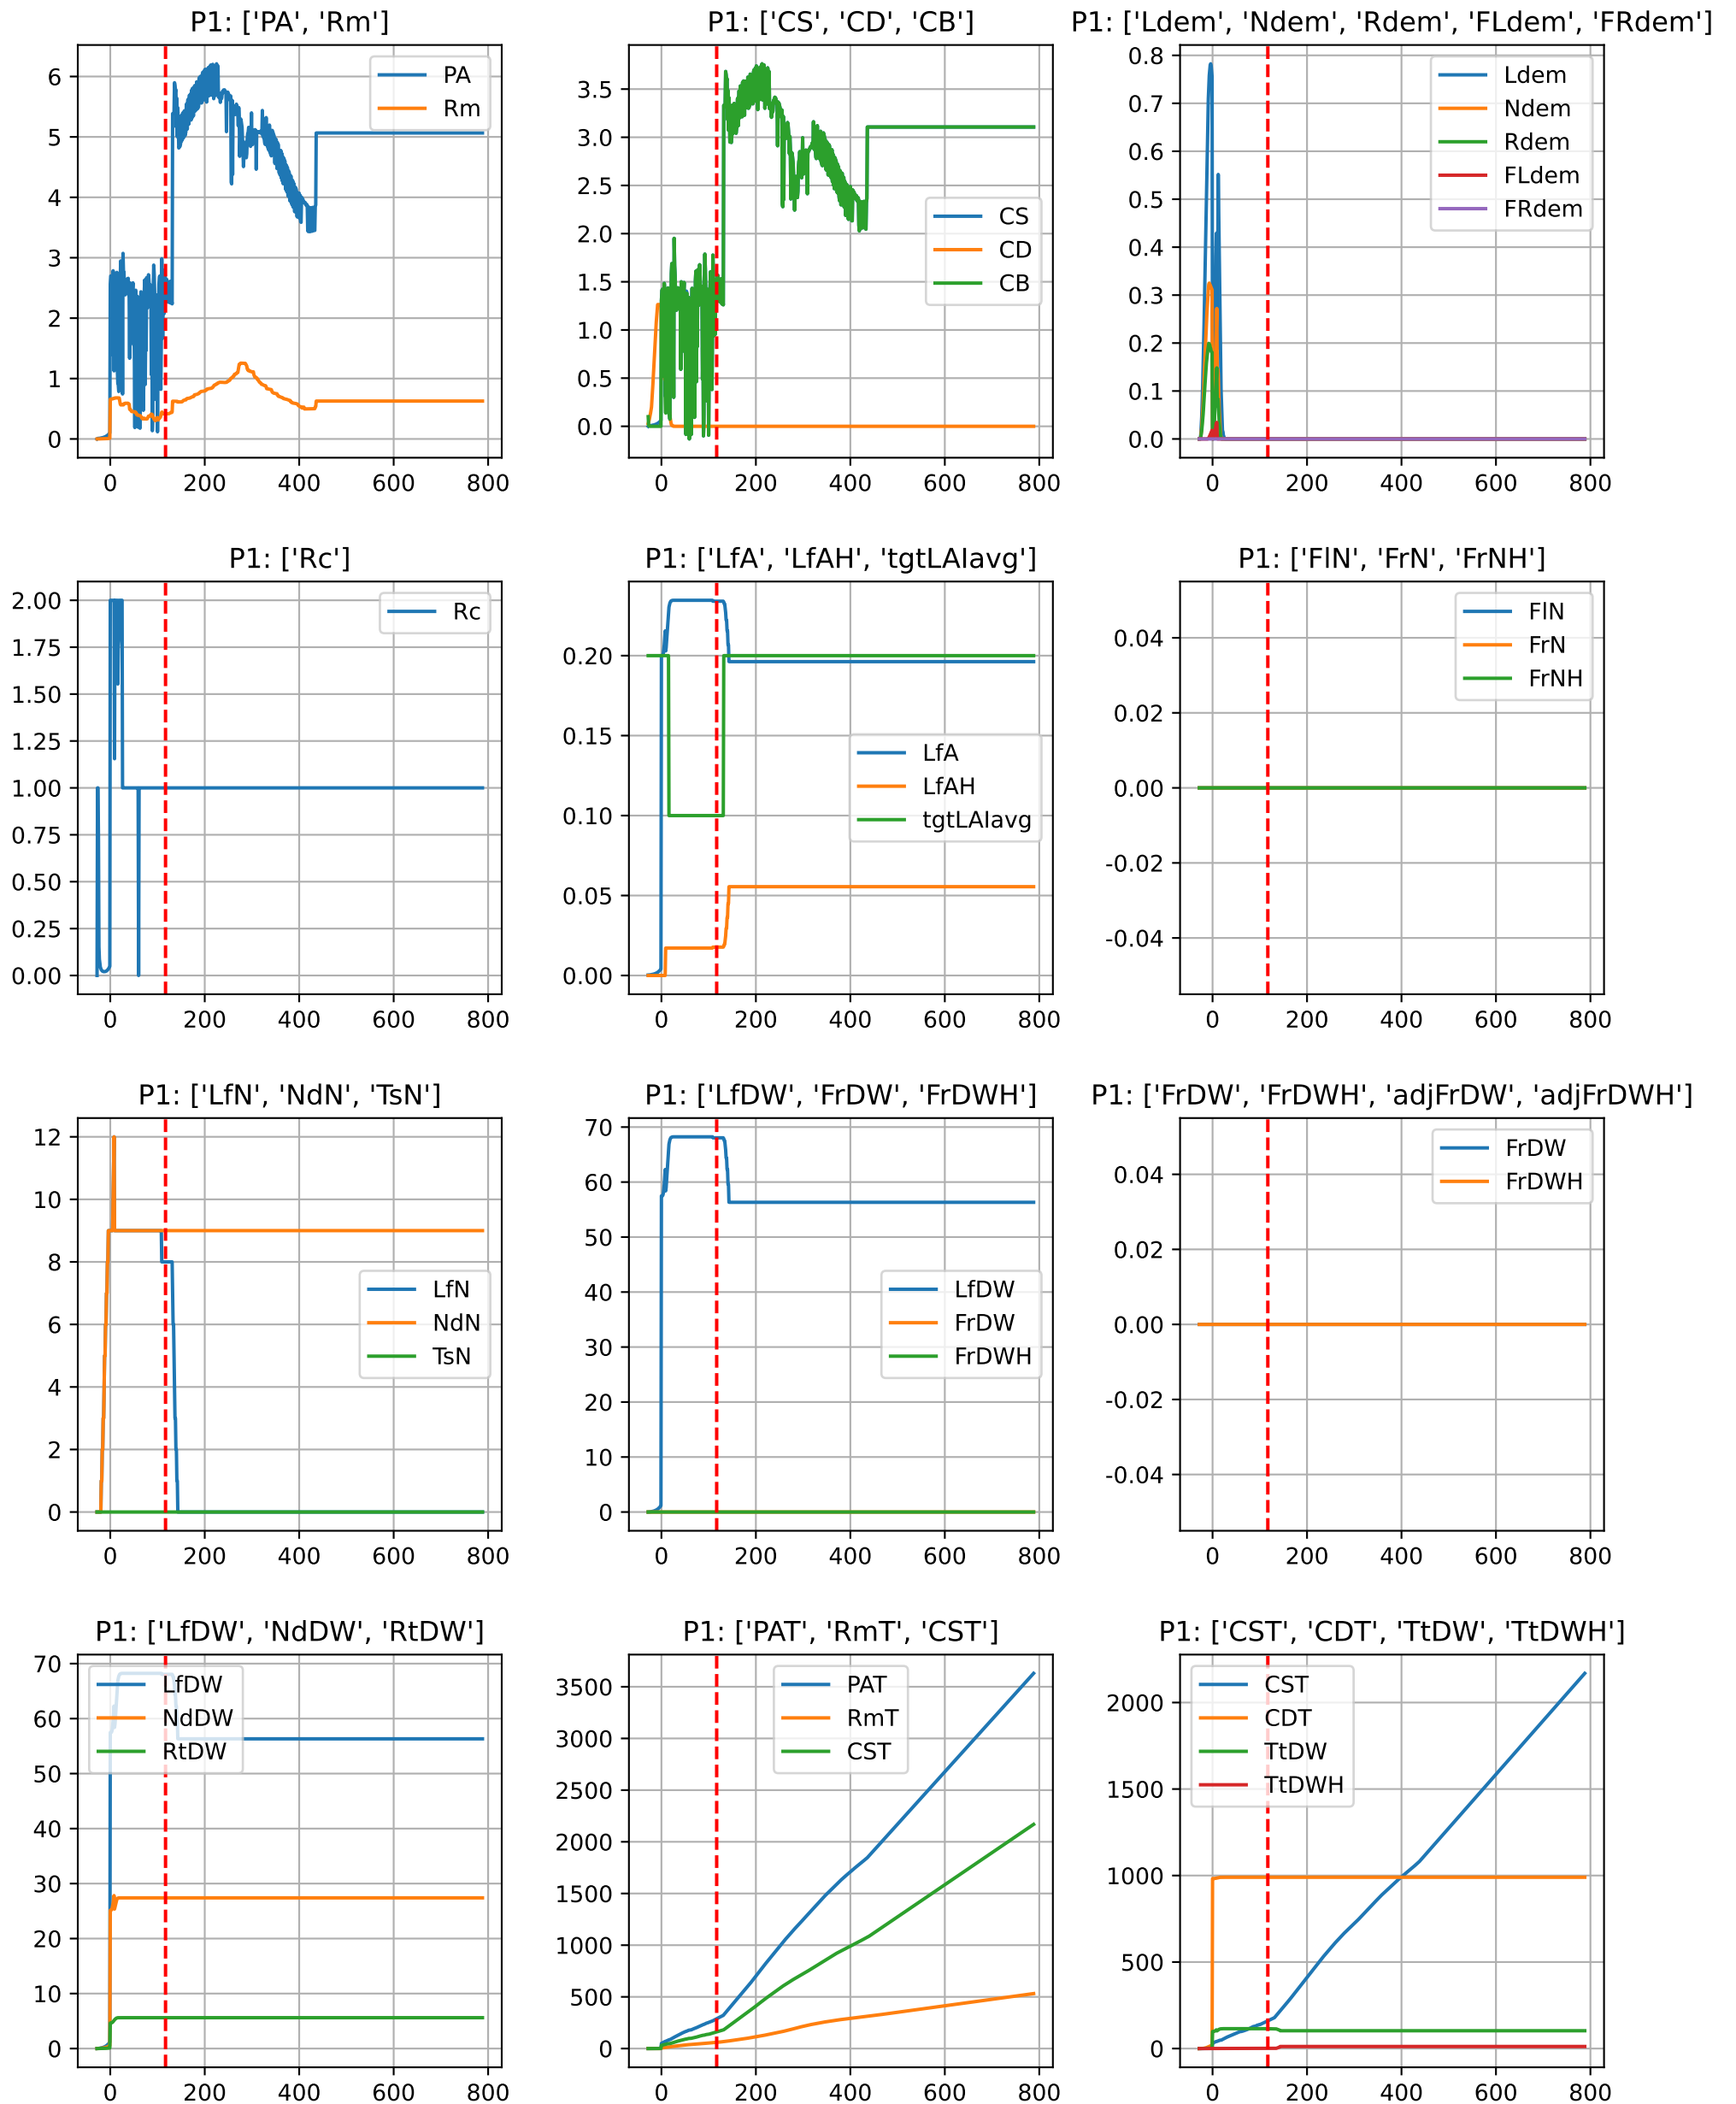 P1: ['PA', 'Rm']
6
5
4
3
2
1
0
0 200 400 600 800
PA
Rm
P1: ['CS', 'CD', 'CB']
3.5
3.0
2.5
2.0
1.5
1.0
0.5
0.0
0 200 400 600 800
CS
CD
CB
P1: ['Ldem', 'Ndem', 'Rdem', 'FLdem', 'FRdem']
0.8
0.7
0.6
0.5
0.4
0.3
0.2
0.1
0.0
0 200 400 600 800
Ldem
Ndem
Rdem
FLdem
FRdem
P1: ['Rc']
2.00
1.75
1.50
1.25
1.00
0.75
0.50
0.25
0.00
0 200 400 600 800
Rc
P1: ['LfA', 'LfAH', 'tgtLAIavg']
0.20
0.15
0.10
0.05
0.00
0 200 400 600 800
LfA
LfAH
tgtLAIavg
P1: ['FlN', 'FrN', 'FrNH']
0.04
0.02
0.00
-0.02
-0.04
0 200 400 600 800
FlN
FrN
FrNH
P1: ['LfN', 'NdN', 'TsN']
12
10
8
6
4
2
0
0 200 400 600 800
LfN
NdN
TsN
P1: ['LfDW', 'FrDW', 'FrDWH']
70
60
50
40
30
20
10
0
0 200 400 600 800
LfDW
FrDW
FrDWH
P1: ['FrDW', 'FrDWH', 'adjFrDW', 'adjFrDWH']
0.04
0.02
0.00
-0.02
-0.04
0 200 400 600 800
FrDW
FrDWH
P1: ['LfDW', 'NdDW', 'RtDW']
70
60
50
40
30
20
10
0
0 200 400 600 800
LfDW
NdDW
RtDW
P1: ['PAT', 'RmT', 'CST']
3500
3000
2500
2000
1500
1000
500
0
0 200 400 600 800
PAT
RmT
CST
P1: ['CST', 'CDT', 'TtDW', 'TtDWH']
2000
1500
1000
500
0
0 200 400 600 800
CST
CDT
TtDW
TtDWH